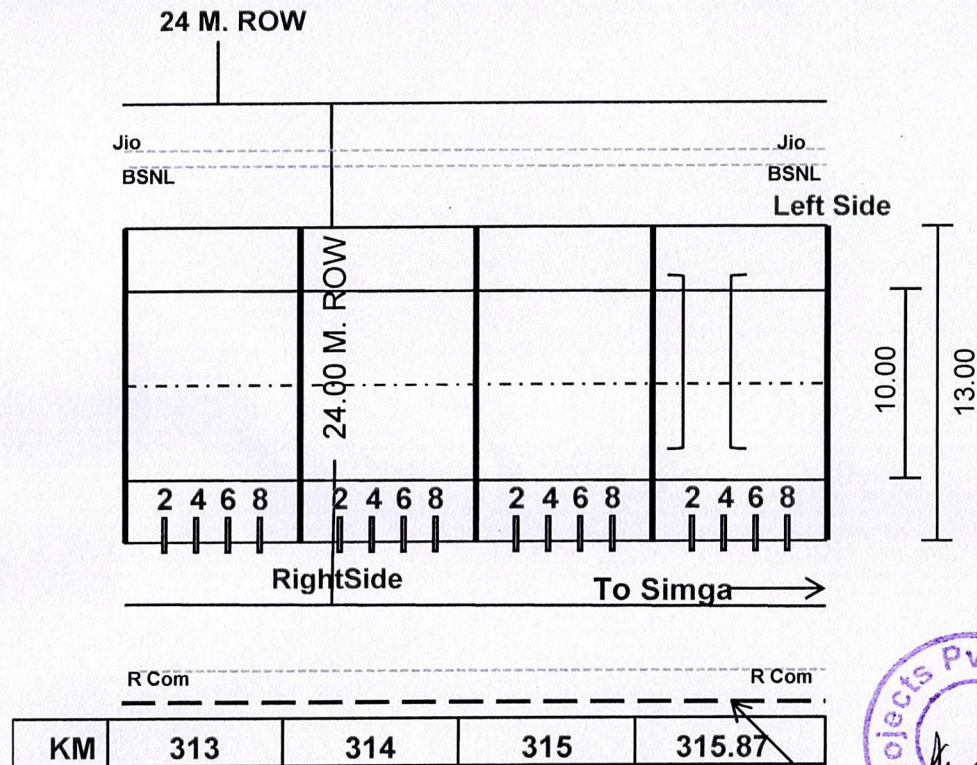 24 M. ROW
Jio Jio
BSNL BSNL
Left Side
24.00 M. ROW
10.00
13.00
2 4 6 8 2 4 6 8 2 4 6 8 2 4 6 8
RightSide To Simga
R Com R Com
KM 313 314 315 315.87
ojects Pv